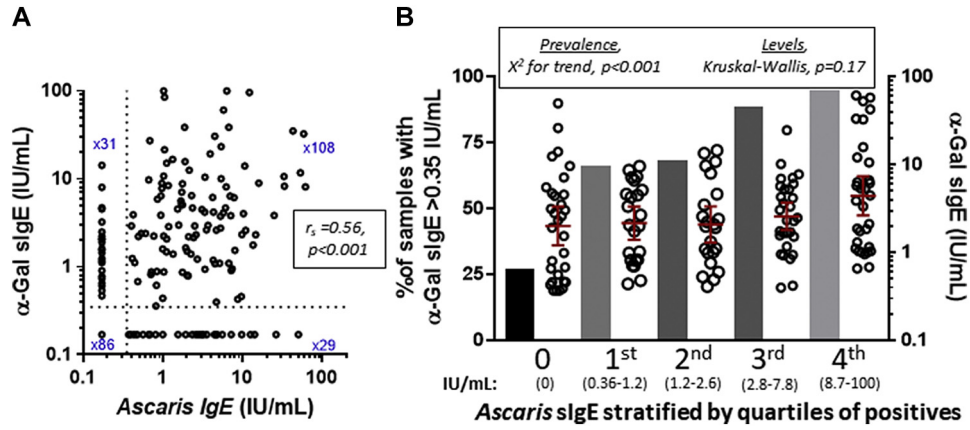 A
α-Gal sIgE (IU/mL)
100
10
1
0.1
x31
x108
x86
x29
r_s =0.56,
p<0.001
0.1 1 10 100
Ascaris IgE (IU/mL)
B
Prevalence,
X² for trend, p<0.001
Levels,
Kruskal-Wallis, p=0.17
%of samples with
α-Gal sIgE >0.35 IU/mL
100
75
50
25
0
100
10
1
0.1
α-Gal sIgE (IU/mL)
0 1st 2nd 3rd 4th
IU/mL: (0) (0.36-1.2) (1.2-2.6) (2.8-7.8) (8.7-100)
Ascaris sIgE stratified by quartiles of positives